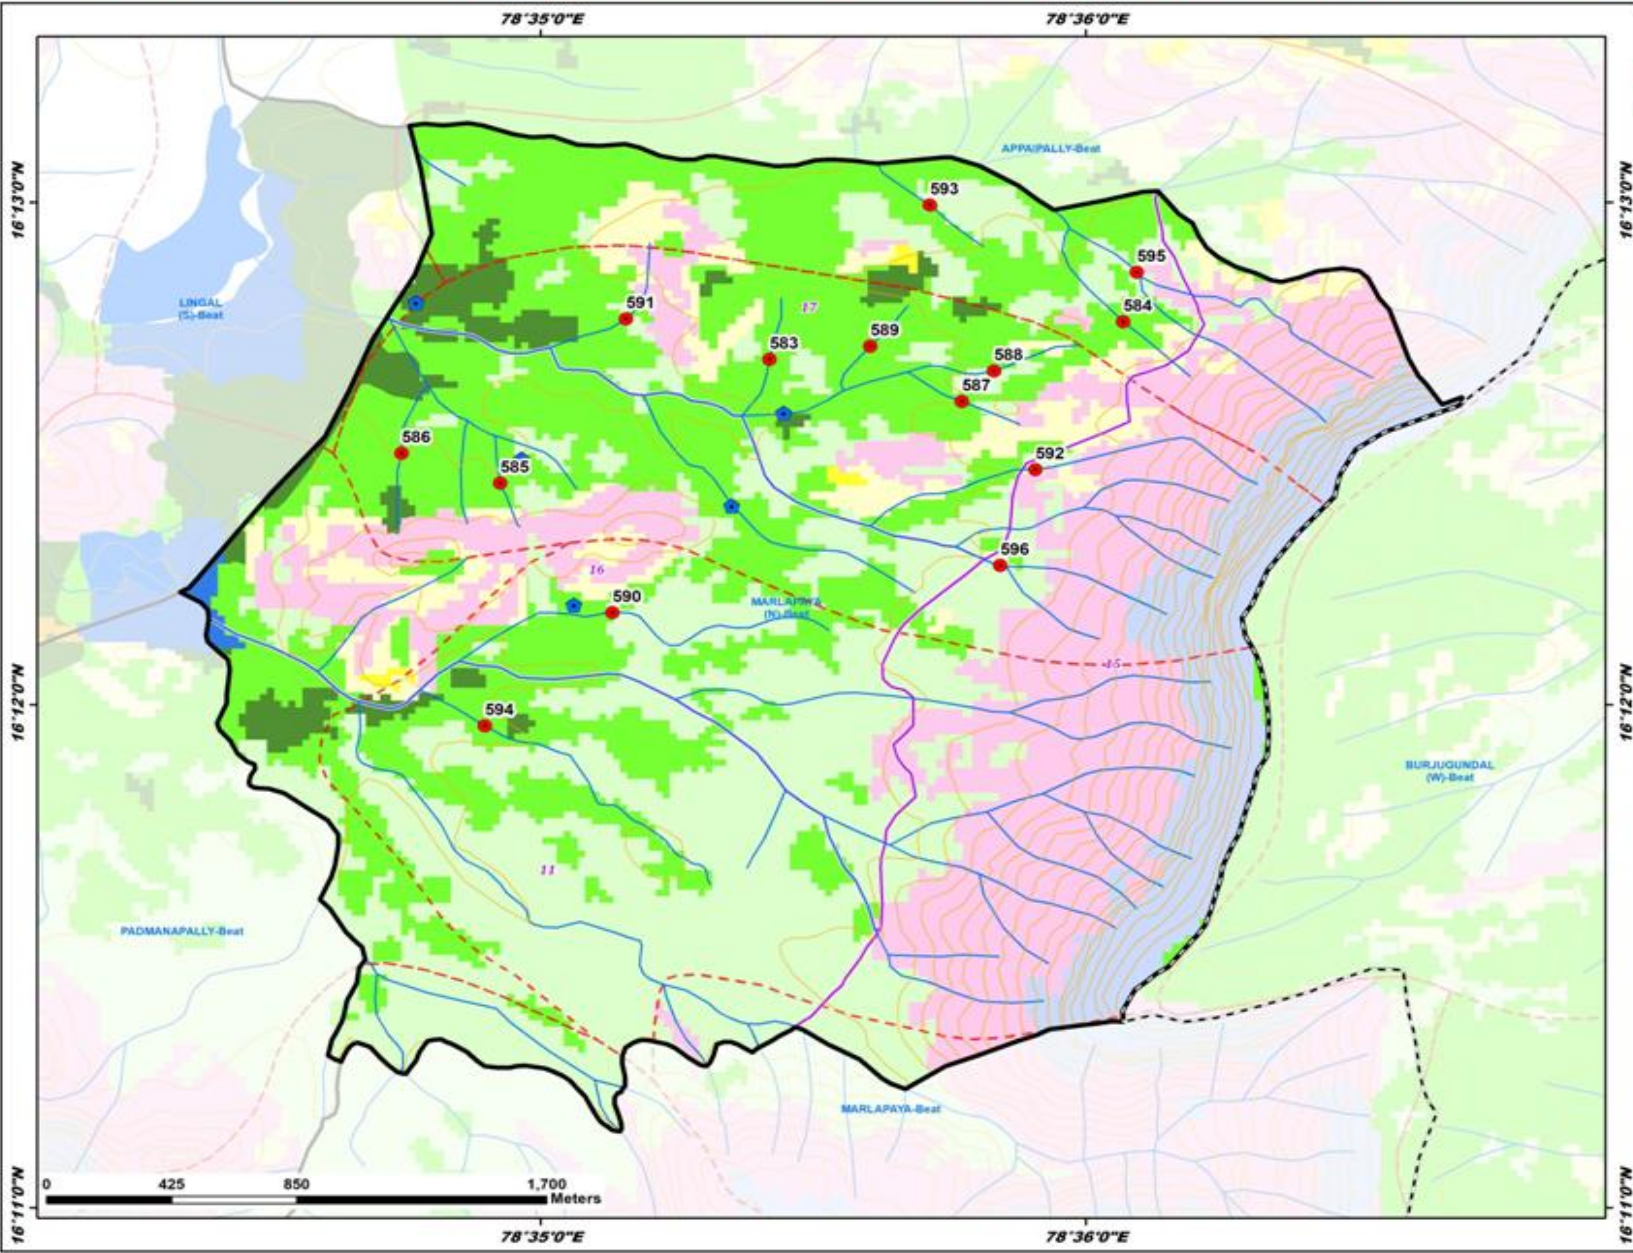 78°35'0"E
78°36'0"E
APPAIPALLY-Beat
16°13'0"N
16°13'0"N
593
595
LINGAL
(S)-Beat
17
591
584
589
583
588
587
586
592
585
596
16
590
MARLAPAYA
(N)-Beat
15
16°12'0"N
16°12'0"N
594
BURJUGUNDAL
(W)-Beat
11
PADMANAPALLY-Beat
MARLAPAYA-Beat
16°11'0"N
16°11'0"N
0 425 850 1,700
Meters
78°35'0"E
78°36'0"E